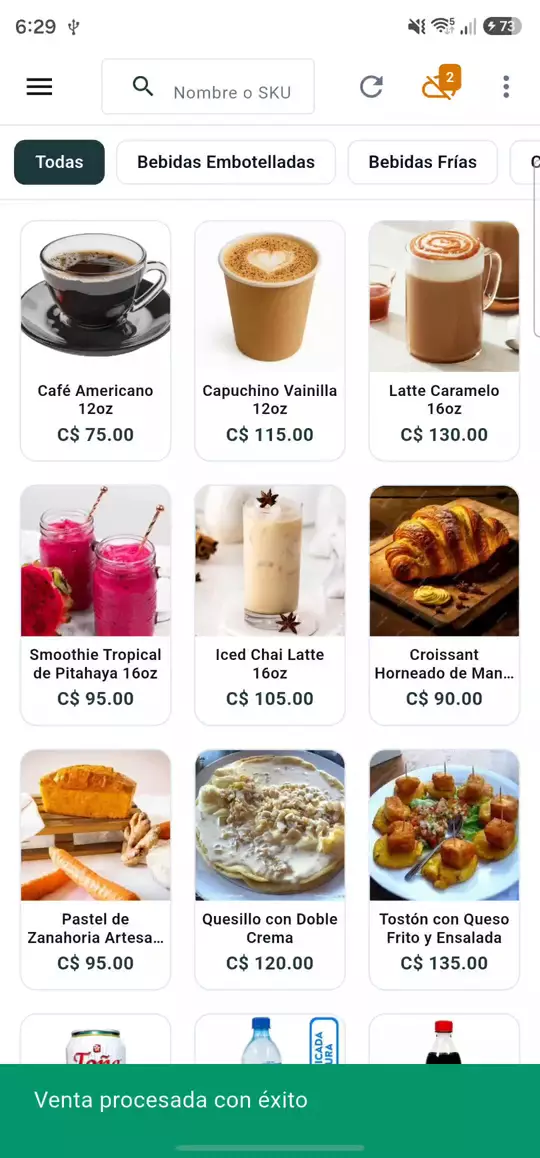 6:29
5
73
Nombre o SKU
2
Todas
Bebidas Embotelladas
Bebidas Frías
Café Americano
12oz
C$ 75.00
Capuchino Vainilla
12oz
C$ 115.00
Latte Caramelo
16oz
C$ 130.00
Smoothie Tropical
de Pitahaya 16oz
C$ 95.00
Iced Chai Latte
16oz
C$ 105.00
Croissant
Horneado de Man...
C$ 90.00
Pastel de
Zanahoria Artesa...
C$ 95.00
Quesillo con Doble
Crema
C$ 120.00
Tostón con Queso
Frito y Ensalada
C$ 135.00
Toña
Venta procesada con éxito